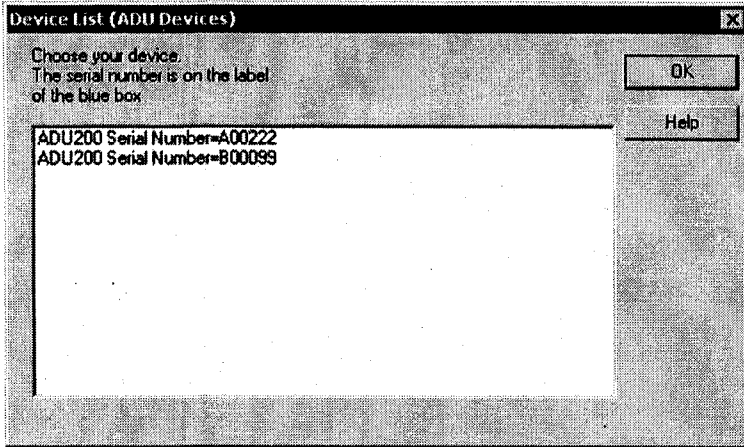 Device List (ADU Devices)
Choose your device.
The serial number is on the label
of the blue box
OK
Help
ADU200 Serial Number=A00222
ADU200 Serial Number=B00099